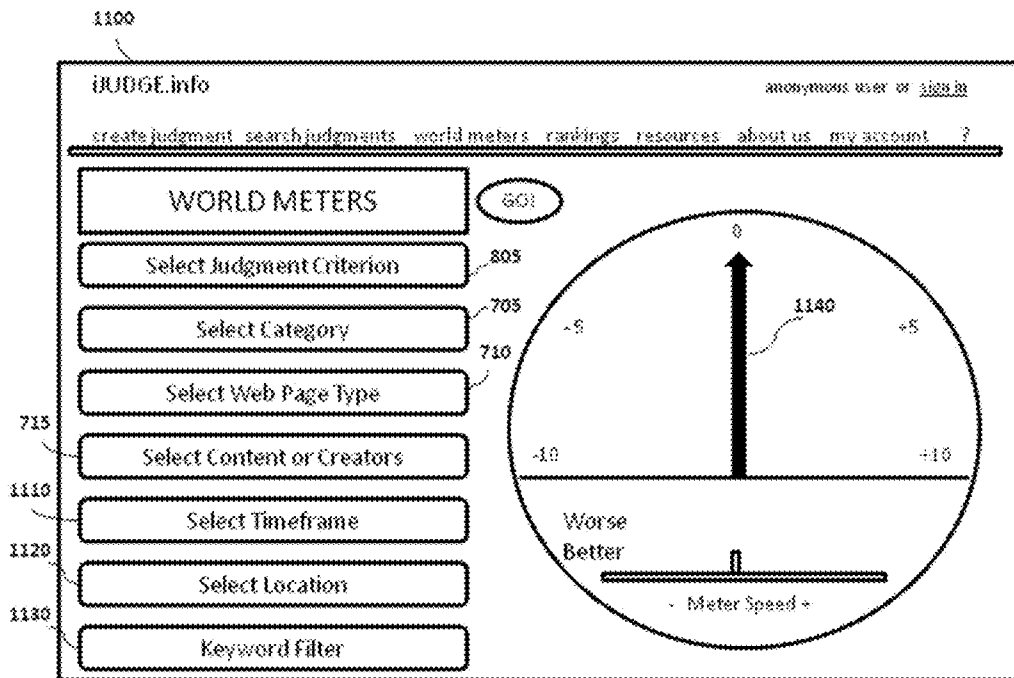 1100
iJUDGE.info
anonymous user or sign in
create judgment search judgments world meters rankings resources about us my account ?
WORLD METERS
GO!
Select Judgment Criterion
805
Select Category
705
Select Web Page Type
710
715
Select Content or Creators
1110
Select Timeframe
1120
Select Location
1130
Keyword Filter
0
-5
+5
1140
-10
+10
Worse
Better
- Meter Speed +